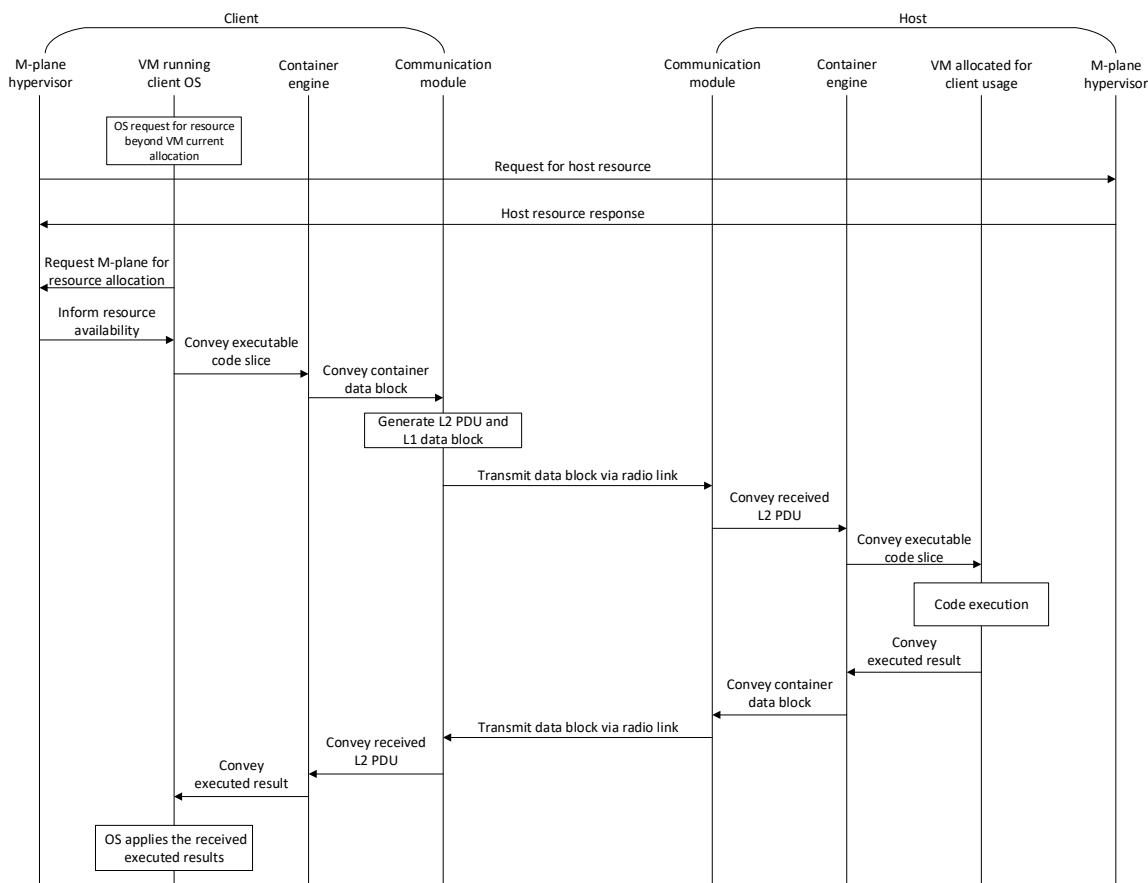 Client
Host
M-plane
hypervisor
VM running
client OS
Container
engine
Communication
module
Communication
module
Container
engine
VM allocated for
client usage
M-plane
hypervisor
OS request for resource
beyond VM current
allocation
Request for host resource
Host resource response
Request M-plane for
resource allocation
Inform resource
availability
Convey executable
code slice
Convey container
data block
Generate L2 PDU and
L1 data block
Transmit data block via radio link
Convey received
L2 PDU
Convey executable
code slice
Code execution
Convey
executed result
Convey container
data block
Transmit data block via radio link
Convey received
L2 PDU
Convey
executed result
OS applies the received
executed results